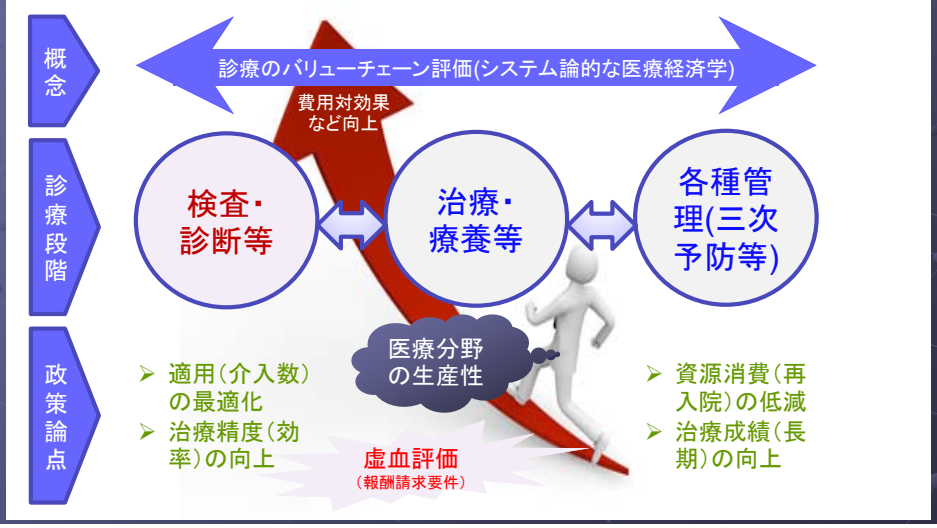 概念
診療のバリューチェーン評価(システム論的な医療経済学)
費用対効果
など向上
診療段階
検査・
診断等
治療・
療養等
各種管
理(三次
予防等)
政策論点
医療分野
の生産性
➢ 適用(介入数)
の最適化
➢ 治療精度(効
率)の向上
虚血評価
(報酬請求要件)
➢ 資源消費(再
入院)の低減
➢ 治療成績(長
期)の向上